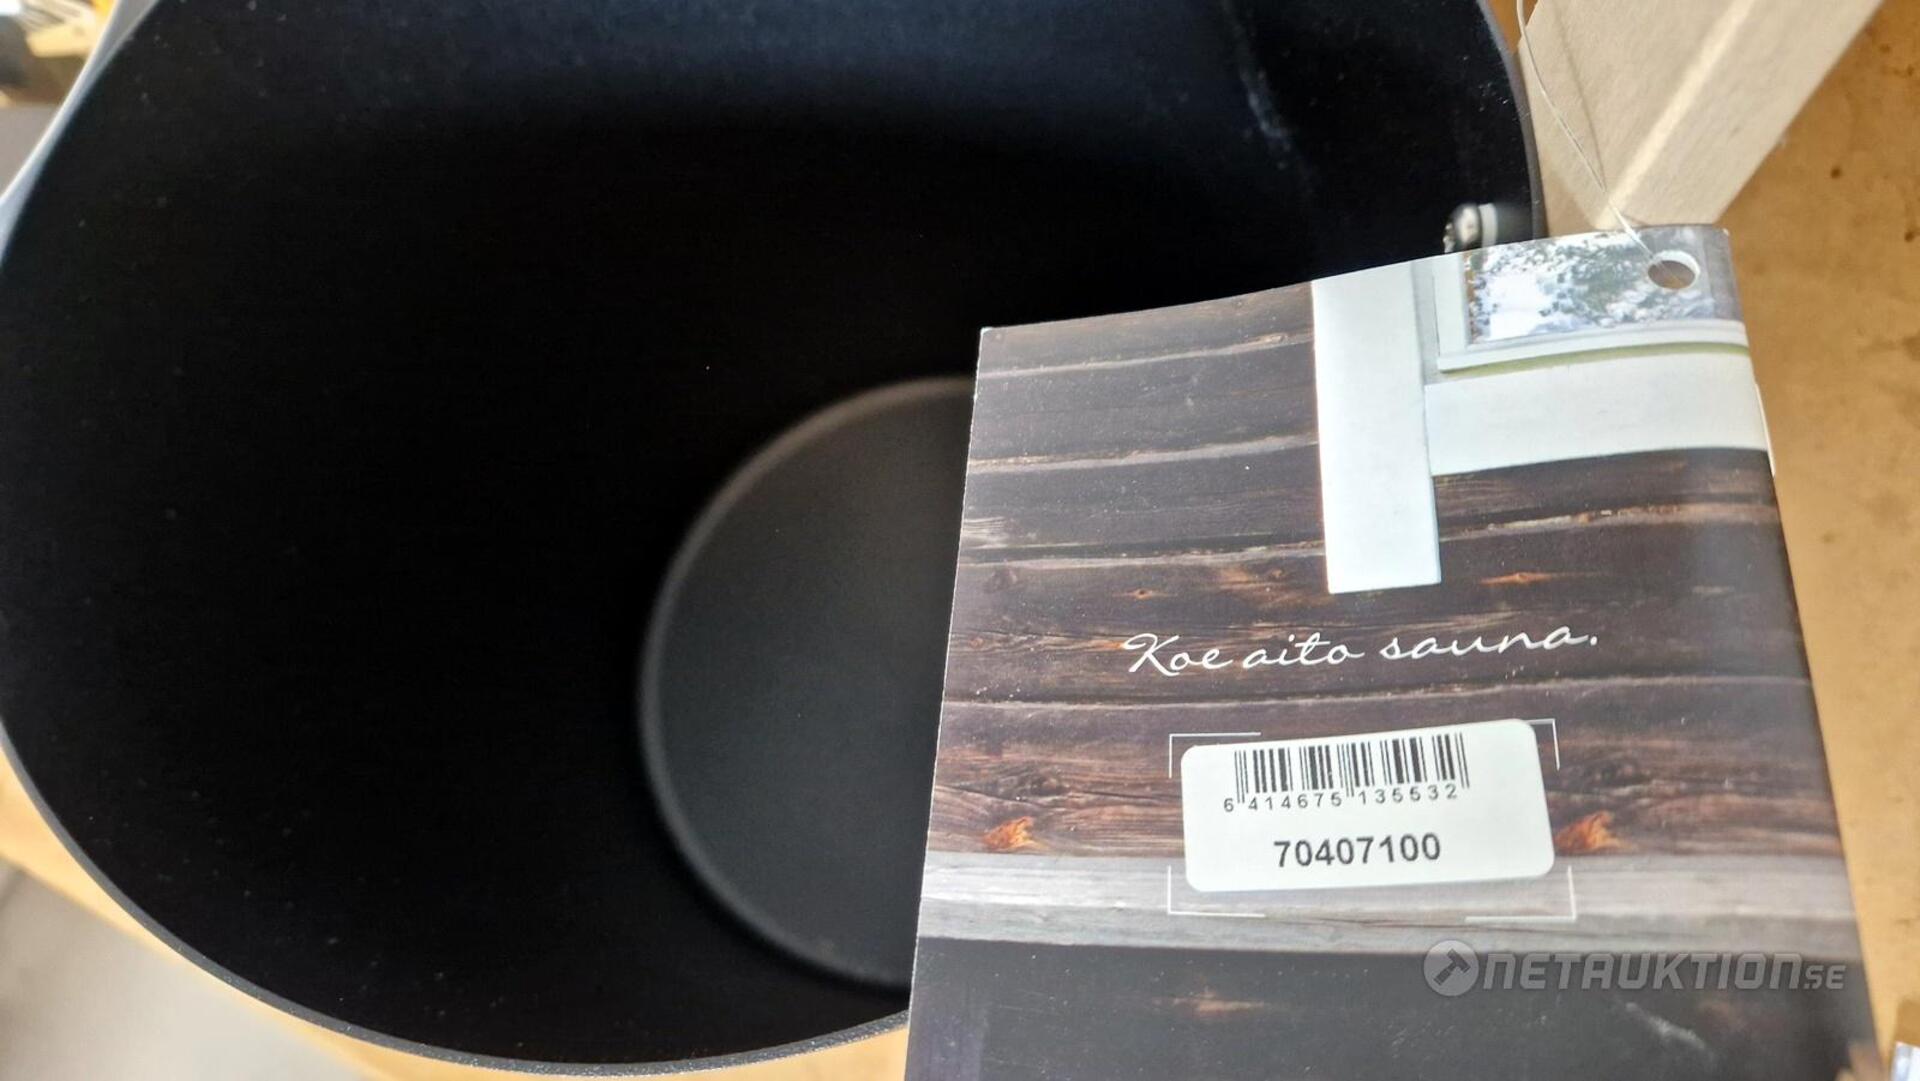 Koe aito sauna.
6 414675 135532
70407100
NETAUKTION.SE